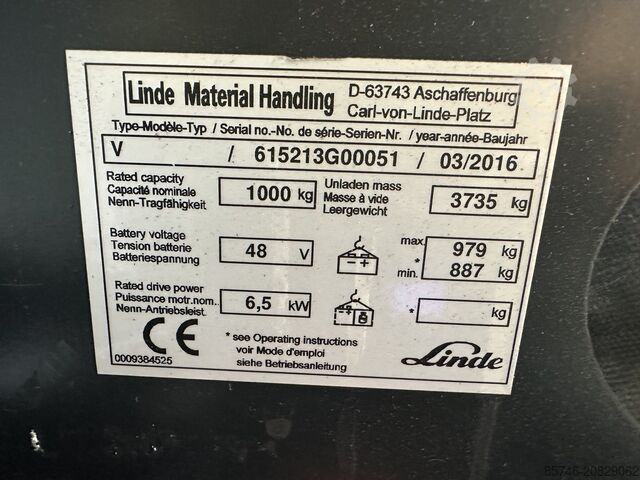 Linde Material Handling
D-63743 Aschaffenburg
Carl-von-Linde-Platz
Type-Modèle-Typ / Serial no.-No. de série-Serien-Nr. / year-année-Baujahr
V / 615213G00051 / 03/2016
Rated capacity
Capacité nominale
Nenn-Tragfähigkeit
1000 kg
Unladen mass
Masse à vide
Leergewicht
3735 kg
Battery voltage
Tension batterie
Batteriespannung
48 V
max. 979 kg
*
min. 887 kg
Rated drive power
Puissance motr.nom.
Nenn-Antriebsleist.
6,5 kW
* kg
CE
0009384525
*see Operating instructions
voir Mode d'emploi
siehe Betriebsanleitung
Linde
85746-20829062